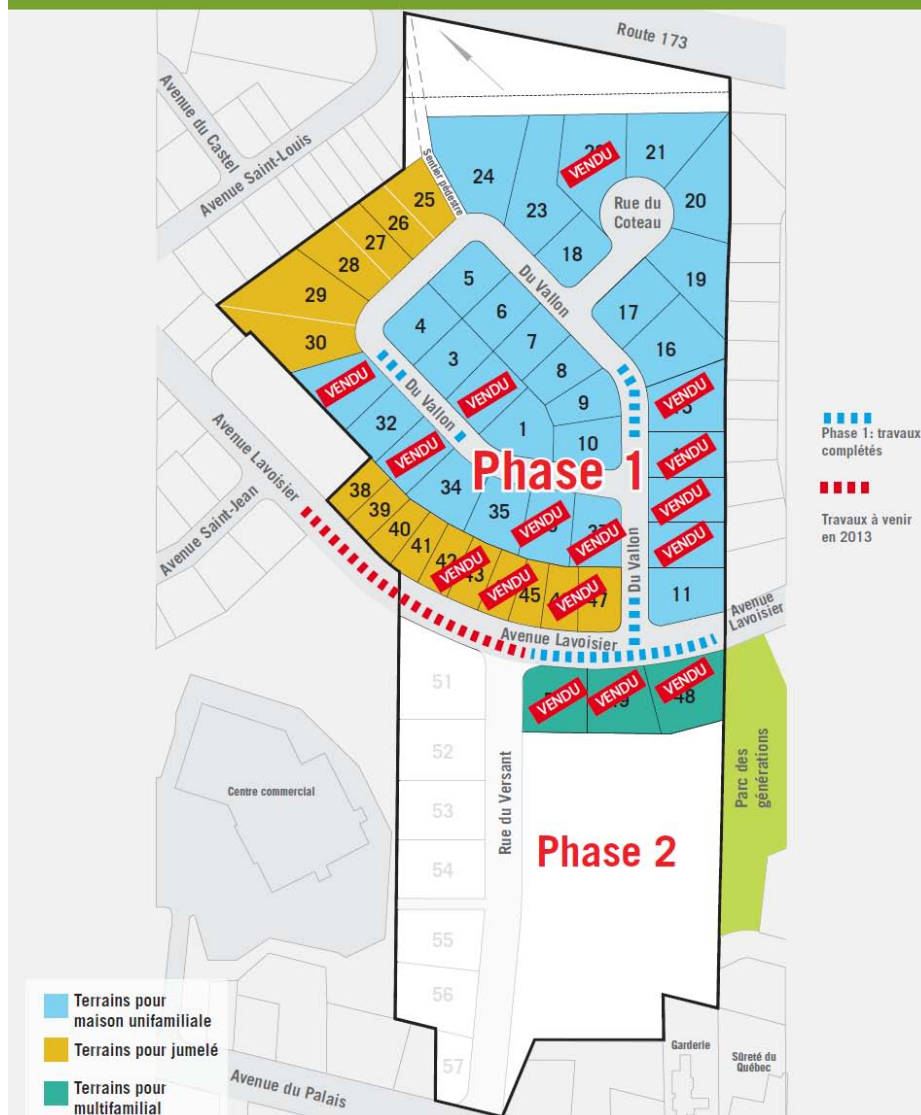 Route 173
Avenue du Castel
Avenue Saint-Louis
Sentier pédestre
24
23
VENDU
21
20
Rue du
Coteau
18
25
26
27
28
29
30
5
6
7
8
9
10
4
3
VENDU
1
Du Vallon
17
19
16
VENDU
VENDU
VENDU
VENDU
11
VENDU
32
VENDU
34
35
VENDU
VENDU
Du Vallon
Du Vallon
Phase 1
38
39
40
41
42
VENDU
43
VENDU
45
VENDU
47
Avenue Lavoisier
Avenue Saint-Jean
Avenue Lavoisier
Avenue
Lavoisier
Phase 1: travaux
complétés
Travaux à venir
en 2013
VENDU
VENDU
VENDU
48
51
52
53
54
55
56
57
Rue du Versant
Phase 2
Parc des
générations
Centre commercial
Terrains pour
maison unifamiliale
Terrains pour jumelé
Terrains pour
multifamilial
Avenue du Palais
Garderie
Sûreté du
Québec